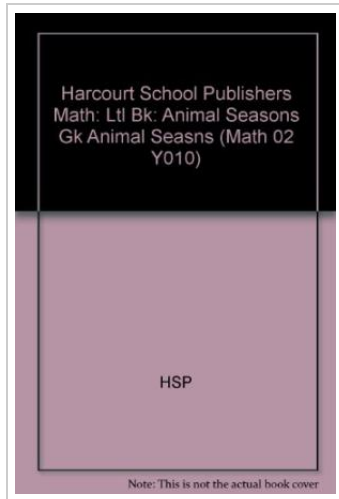 Harcourt School Publishers
Math: Ltl Bk: Animal Seasons
Gk Animal Seasns (Math 02
Y010)
HSP
Note: This is not the actual book cover